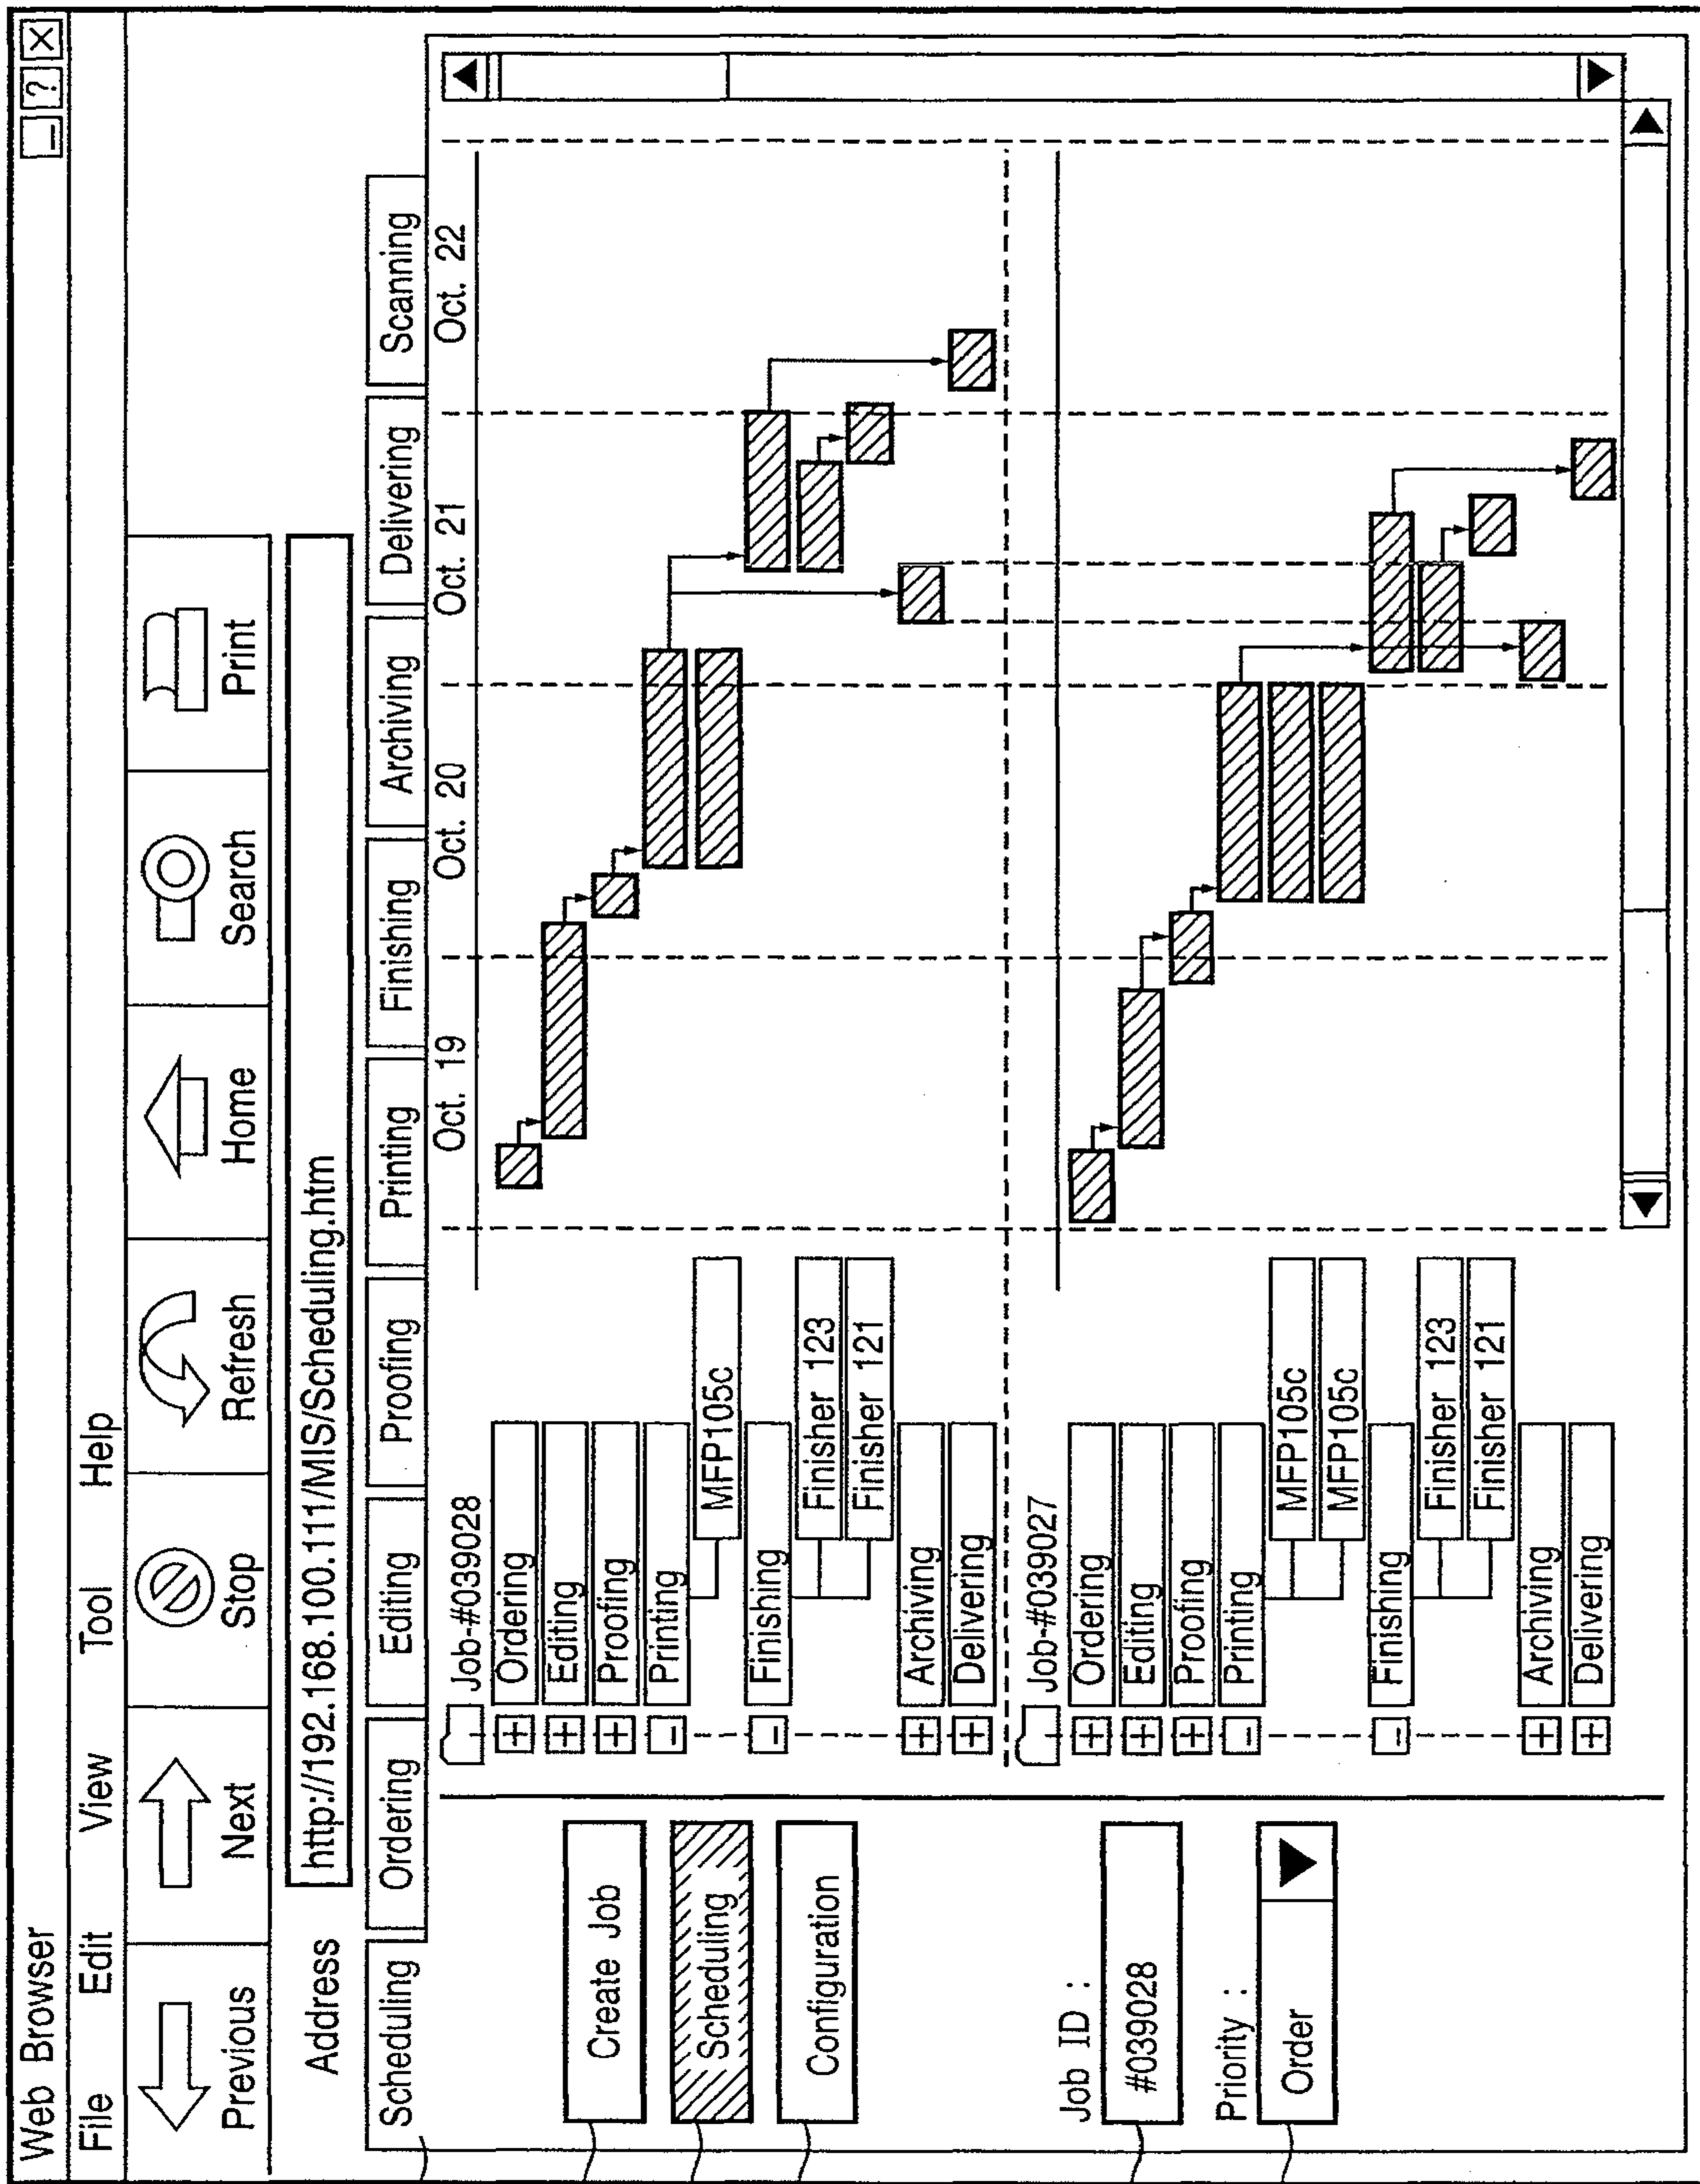 Web Browser
_ ? X
File Edit View Tool Help
Previous Next Stop Refresh Home Search Print
Address http://192.168.100.111/MIS/Scheduling.htm
Scheduling Ordering Editing Proofing Printing Finishing Archiving Delivering Scanning
Oct. 19 Oct. 20 Oct. 21 Oct. 22
Create Job
Scheduling
Configuration
Job ID :
#039028
Priority :
Order
Job-#039028
+ Ordering
+ Editing
+ Proofing
- Printing
MFP105c
- Finishing
Finisher 123
Finisher 121
+ Archiving
+ Delivering
Job-#039027
+ Ordering
+ Editing
+ Proofing
- Printing
MFP105c
MFP105c
- Finishing
Finisher 123
Finisher 121
+ Archiving
+ Delivering